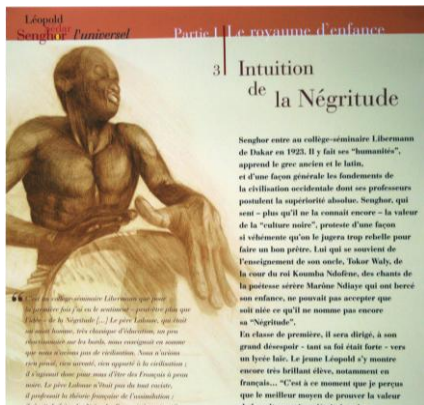 Léopold
Sedar
Senghor l'universel
Partie I Le royaume d'enfance
3 Intuition
de
la Négritude
Senghor entre au collège-séminaire Libermann
de Dakar en 1923. Il y fait ses “humanités”,
apprend le grec ancien et le latin,
et d'une façon générale les fondements de
la civilisation occidentale dont ses professeurs
postulent la supériorité absolue. Senghor, qui
sent – plus qu'il ne la connait encore – la valeur
de la “culture noire”, proteste d'une façon
si véhémente qu'on le jugera trop rebelle pour
faire un bon prêtre. Lui qui se souvient de
l'enseignement de son oncle, Tokor Waly, de
la cour du roi Koumba Ndofène, des chants de
la poétesse sérère Marône Ndiaye qui ont bercé
son enfance, ne pouvait pas accepter que
soit niée ce qu'il ne nomme pas encore
sa “Négritude”.
En classe de première, il sera dirigé, à son
grand désespoir – tant sa foi était forte – vers
un lycée laïc. Le jeune Léopold s'y montre
encore très brillant élève, notamment en
français... “C'est à ce moment que je perçus
que le meilleur moyen de prouver la valeur
“ C'est au collège-séminaire Libermann que pour
la première fois j'ai eu le sentiment – peut-être plus que
l'idée – de la Négritude [...] Le père Lalouse, qui était
un saint homme, très classique d'éducation, un peu
réactionnaire sur les bords, nous enseignait en somme
que nous n'avions pas de civilisation. Nous n'avions
rien pensé, rien inventé, rien apporté à la civilisation ;
il s'agissait donc pour nous d'être des Français à peau
noire. Le père Lalouse n'était pas du tout raciste,
il professait la théorie française de l'assimilation :